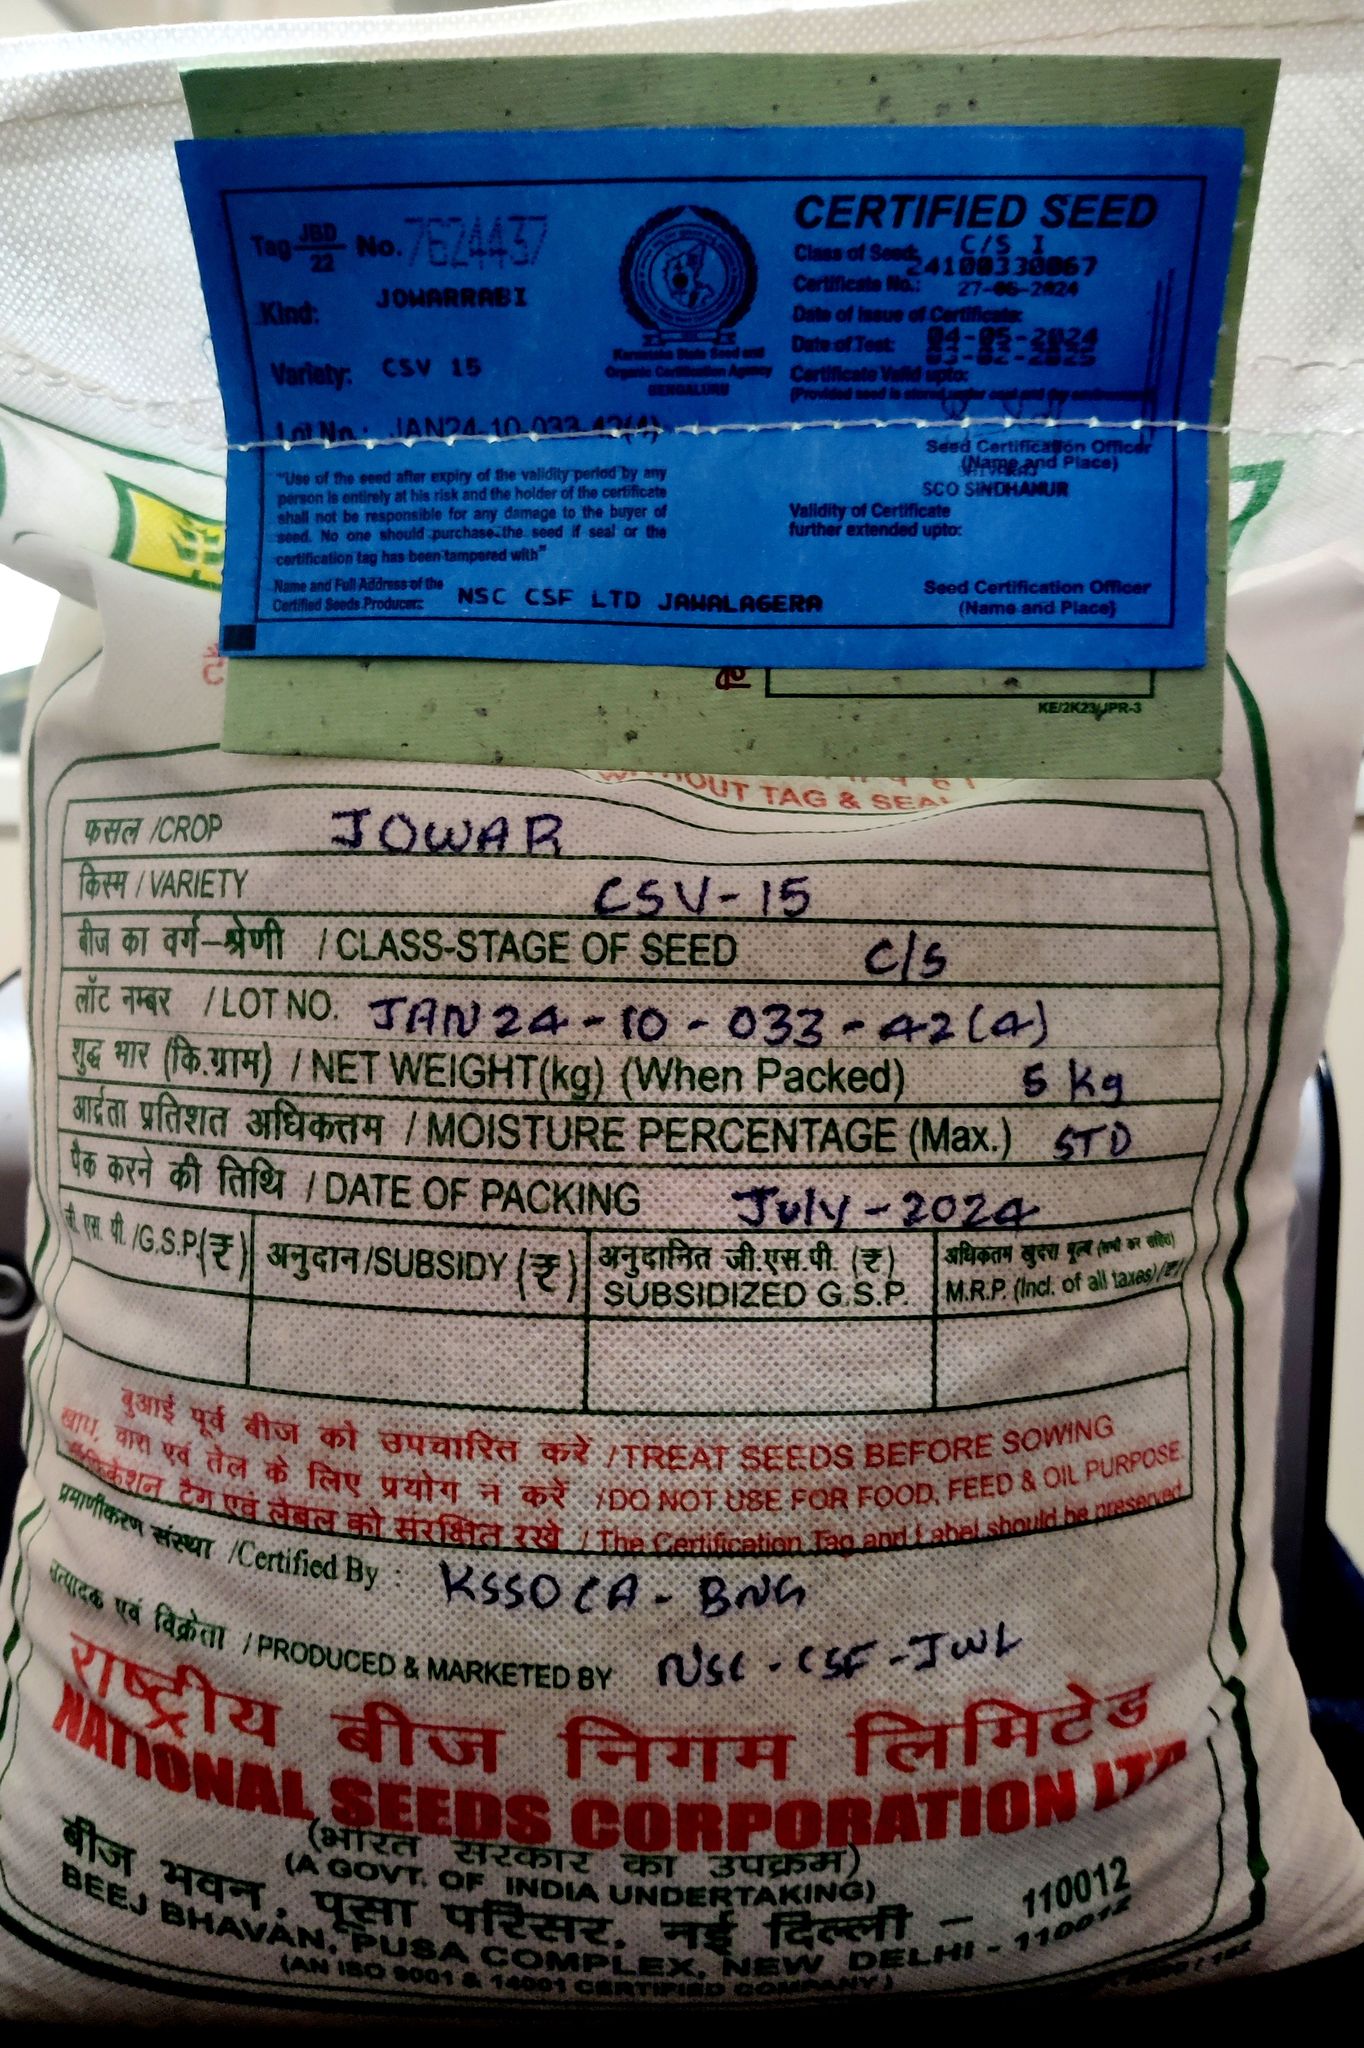 CERTIFIED SEED
Tag JBD/22 No. 7624437
Class of Seed: C/S I
24100330067
Certificate No.:
27-06-2024
Kind: JOWARRABI
Date of Issue of Certificate:
04-05-2024
Date of Test:
03-02-2025
Variety: CSV 15
Karnataka State Seed and
Organic Certification Agency
BENGALURU
Certificate Valid upto:
Lot No.: JAN24-10-033-42(4)
Seed Certification Officer
(Name and Place)
SCO SINDHANUR
"Use of the seed after expiry of the validity period by any
person is entirely at his risk and the holder of the certificate
shall not be responsible for any damage to the buyer of
seed. No one should purchase the seed if seal or the
certification tag has been tampered with"
Validity of Certificate
further extended upto:
Name and Full Address of the
Certified Seeds Producer: NSC CSF LTD JAWALAGERA
Seed Certification Officer
(Name and Place)
KE/2K23/JPR-3
TAG & SEAL
फसल /CROP JOWAR
किस्म / VARIETY CSV-15
बीज का वर्ग-श्रेणी / CLASS-STAGE OF SEED C/S
लॉट नम्बर / LOT NO. JAN24-10-033-42(4)
शुद्ध भार (कि.ग्राम) / NET WEIGHT(kg) (When Packed) 5 Kg
आर्द्रता प्रतिशत अधिकत्तम / MOISTURE PERCENTAGE (Max.) STD
पैक करने की तिथि / DATE OF PACKING July-2024
जी. एस. पी. /G.S.P.(₹) अनुदान/SUBSIDY (₹) अनुदानित जी.एस.पी. (₹) अधिकतम खुदरा मूल्य (सभी कर सहित)
SUBSIDIZED G.S.P. M.R.P. (Incl. of all taxes) (₹)
बुआई पूर्व बीज को उपचारित करें / TREAT SEEDS BEFORE SOWING
खाद्य, चारा एवं तेल के लिए प्रयोग न करें / DO NOT USE FOR FOOD, FEED & OIL PURPOSE.
टैग एवं लेबल को संरक्षित रखे / The Certification Tag and Label should be preserved
प्रमाणीकरण संस्था /Certified By : KSSOCA - BNG
उत्पादक एवं विक्रेता / PRODUCED & MARKETED BY NSC - CSF - JWL
राष्ट्रीय बीज निगम लिमिटेड
NATIONAL SEEDS CORPORATION LTD
(भारत सरकार का उपक्रम)
(A GOVT. OF INDIA UNDERTAKING)
बीज भवन, पूसा परिसर, नई दिल्ली - 110012
BEEJ BHAVAN, PUSA COMPLEX, NEW DELHI - 110012
(AN ISO 9001 & 14001 CERTIFIED COMPANY)